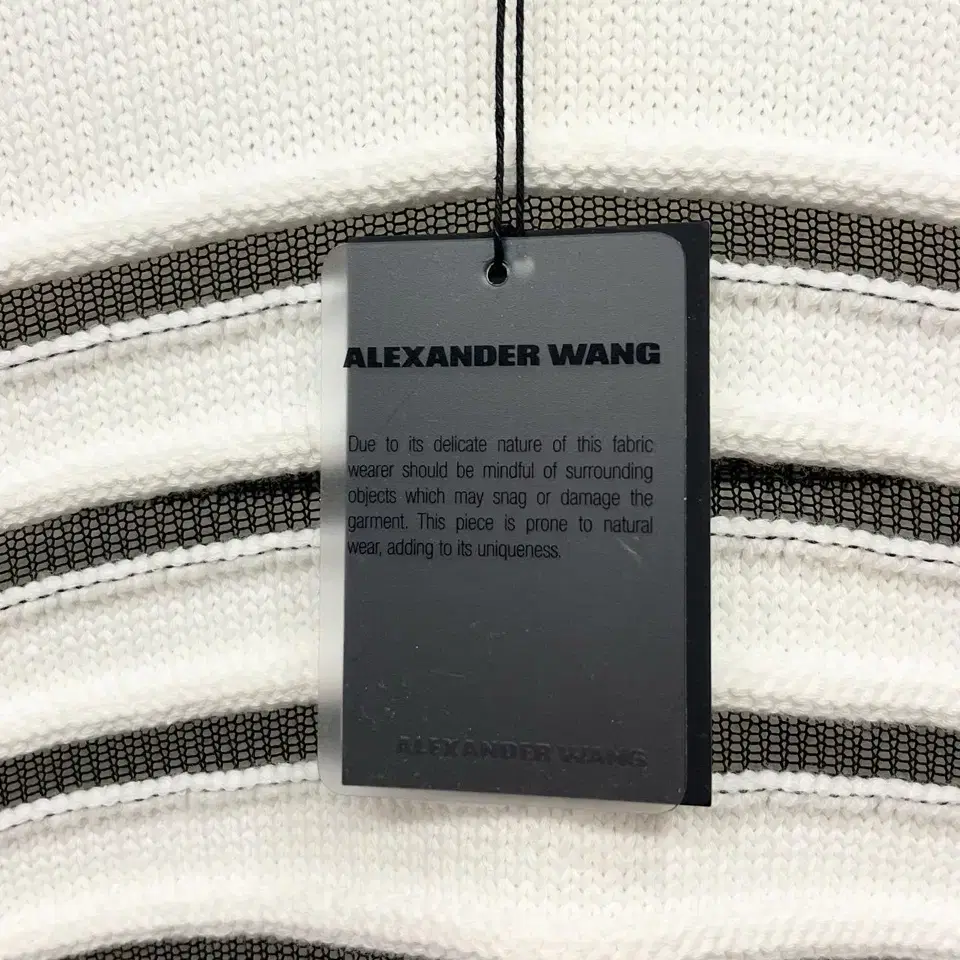 ALEXANDER WANG
Due to its delicate nature of this fabric
wearer should be mindful of surrounding
objects which may snag or damage the
garment. This piece is prone to natural
wear, adding to its uniqueness.
ALEXANDER WANG